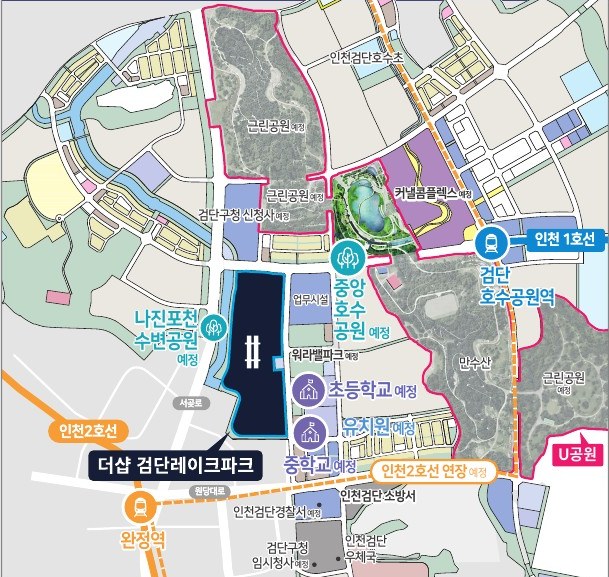 인천검단호수초
근린공원 예정
근린공원 예정
커낼콤플렉스 예정
검단구청 신청사 예정
인천 1호선
검단
호수공원역
중앙
호수
공원 예정
업무시설
나진포천
수변공원
예정
만수산
워라밸파크 예정
근린공원
예정
초등학교 예정
서곶로
유치원 예정
인천2호선
U공원
중학교 예정
더샵 검단레이크파크
인천2호선 연장 예정
원당대로
인천검단 소방서
인천검단경찰서 예정
완정역
검단구청
임시청사 예정
인천검단
우체국